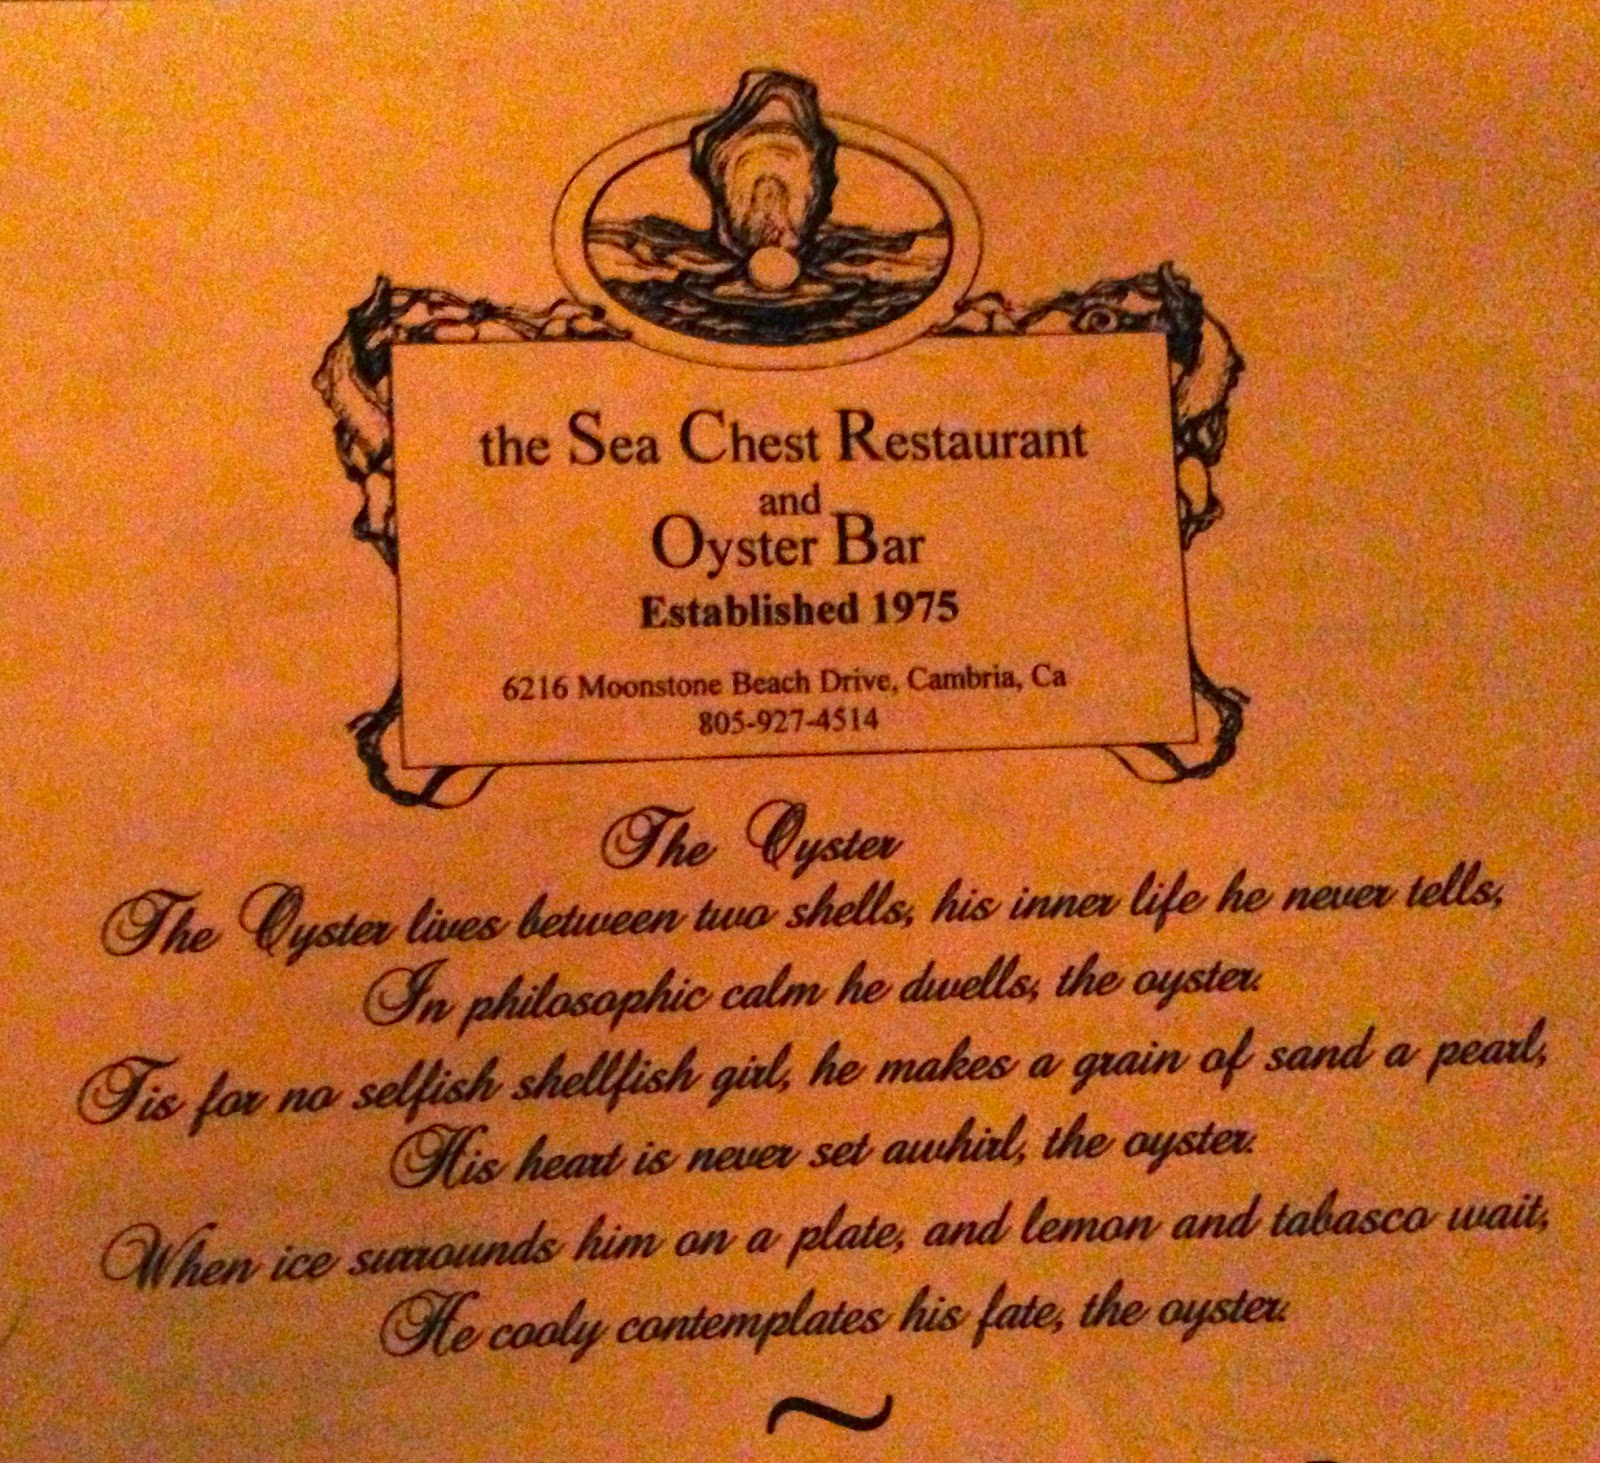 the Sea Chest Restaurant
and
Oyster Bar
Established 1975
6216 Moonstone Beach Drive, Cambria, Ca
805-927-4514
The Oyster
The Oyster lives between two shells, his inner life he never tells,
In philosophic calm he dwells, the oyster.
Tis for no selfish shellfish girl, he makes a grain of sand a pearl,
His heart is never set awhirl, the oyster.
When ice surrounds him on a plate, and lemon and tabasco wait,
He cooly contemplates his fate, the oyster.
~